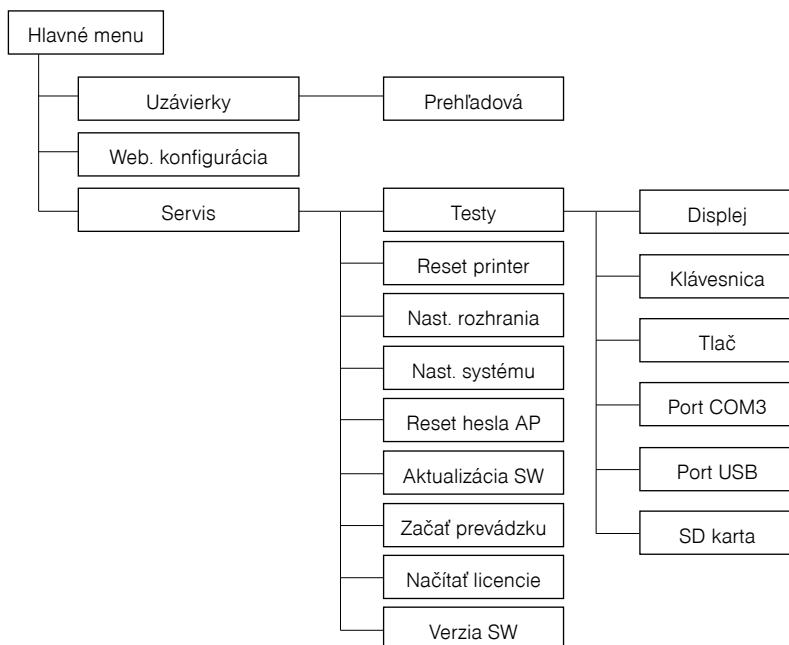 Hlavné menu
Uzávierky
Prehľadová
Web. konfigurácia
Servis
Testy
Displej
Reset printer
Klávesnica
Nast. rozhrania
Tlač
Nast. systému
Port COM3
Reset hesla AP
Port USB
Aktualizácia SW
SD karta
Začať prevádzku
Načítať licencie
Verzia SW